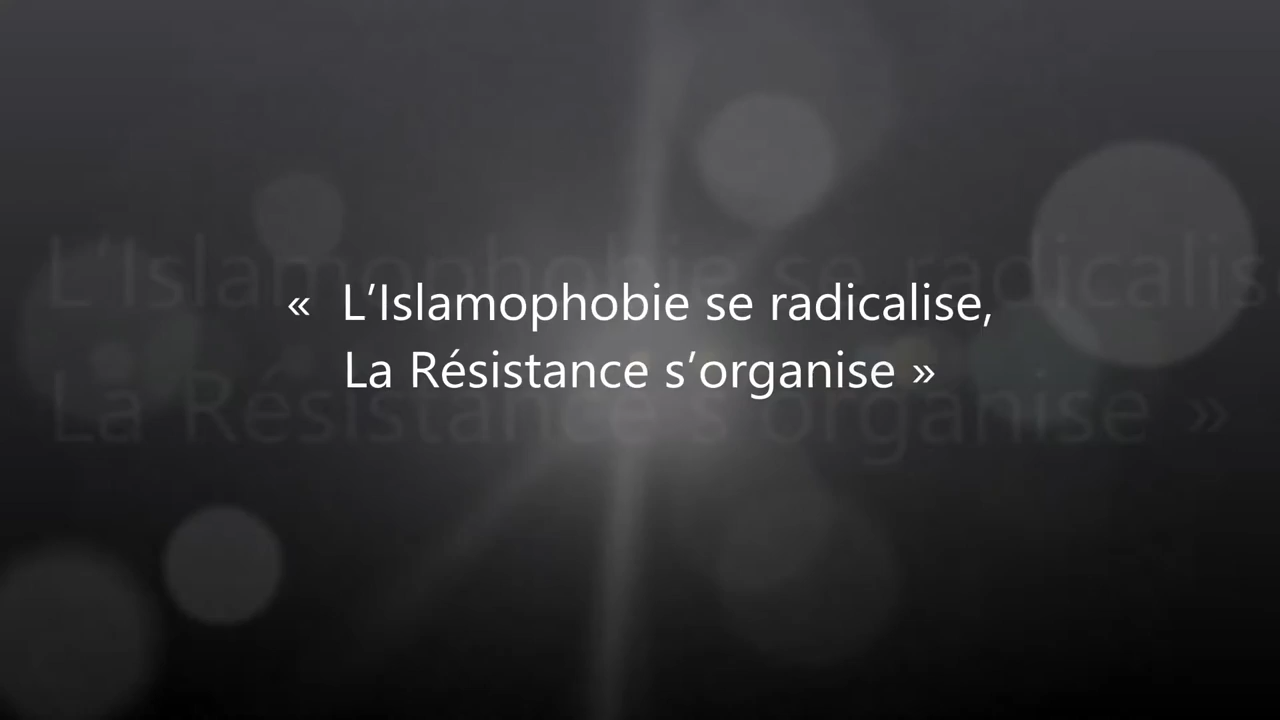 «  L’Islamophobie se radicalise,
La Résistance s’organise »